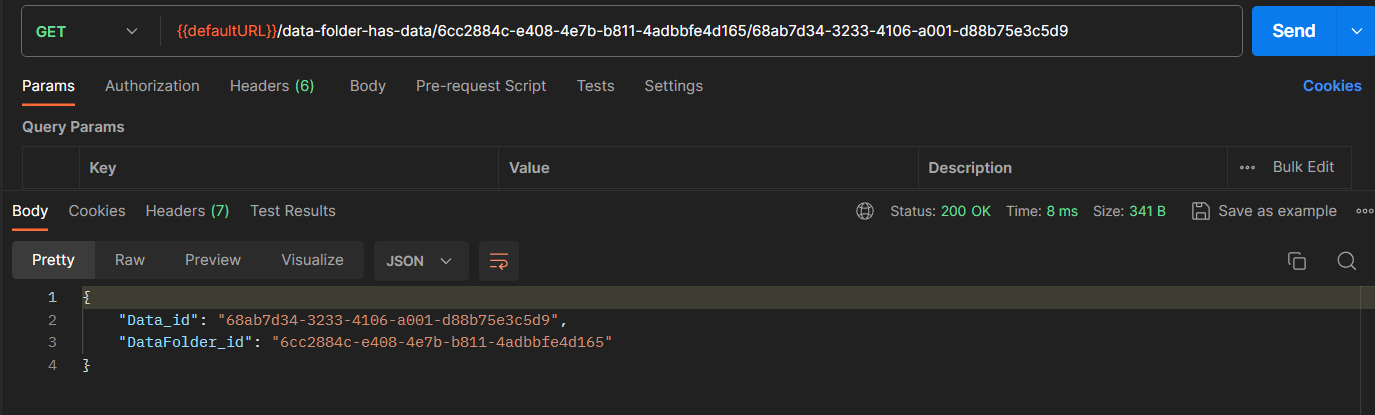 GET {{defaultURL}}/data-folder-has-data/6cc2884c-e408-4e7b-b811-4adbbfe4d165/68ab7d34-3233-4106-a001-d88b75e3c5d9 Send
Params Authorization Headers (6) Body Pre-request Script Tests Settings Cookies
Query Params
Key Value Description Bulk Edit
Body Cookies Headers (7) Test Results Status: 200 OK Time: 8 ms Size: 341 B Save as example
Pretty Raw Preview Visualize JSON
1 {
2 "Data_id": "68ab7d34-3233-4106-a001-d88b75e3c5d9",
3 "DataFolder_id": "6cc2884c-e408-4e7b-b811-4adbbfe4d165"
4 }